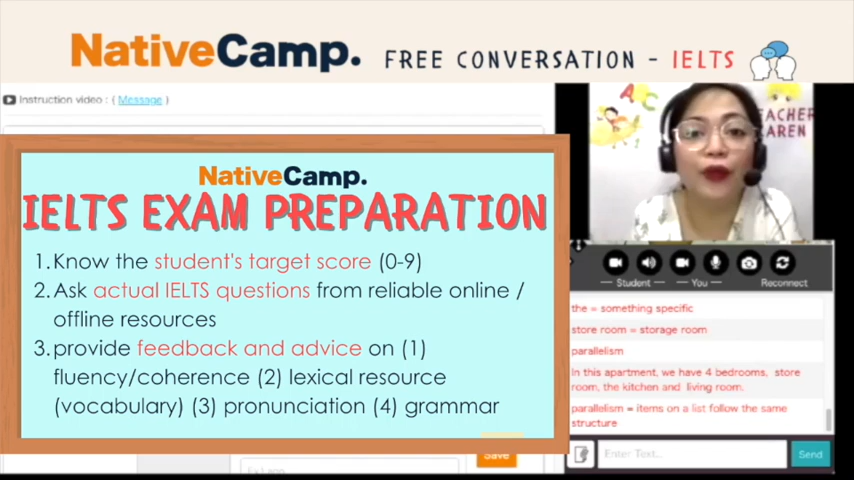 NativeCamp. FREE CONVERSATION - IELTS
Instruction video : ( Message )
NativeCamp.
IELTS EXAM PREPARATION
1. Know the student's target score (0-9)
2. Ask actual IELTS questions from reliable online /
offline resources
3. provide feedback and advice on (1)
fluency/coherence (2) lexical resource
(vocabulary) (3) pronunciation (4) grammar
Save
A C
TEACHER
KAREN
Student
You
Reconnect
the = something specific
store room = storage room
parallelism
In this apartment, we have 4 bedrooms, store
room, the kitchen and living room.
parallelism = items on a list follow the same
structure
Enter Text...
Send